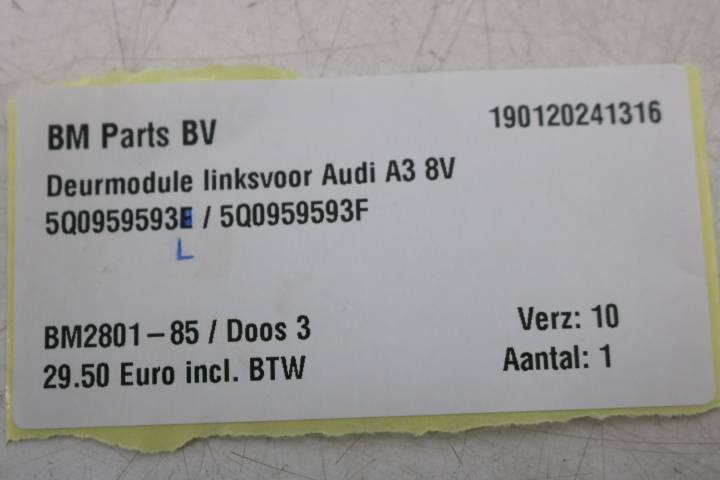 BM Parts BV 190120241316
Deurmodule linksvoor Audi A3 8V
5Q0959593E / 5Q0959593F
L
BM2801-85 / Doos 3 Verz: 10
29.50 Euro incl. BTW Aantal: 1